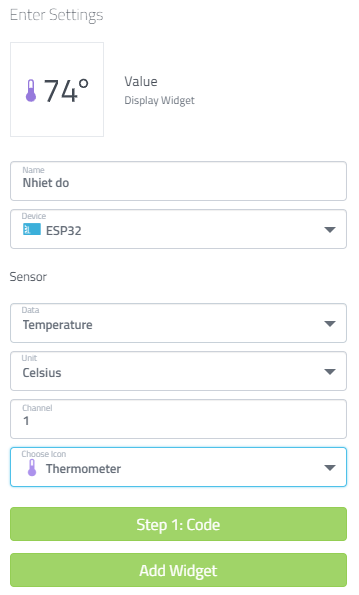 Enter Settings
74°
Value
Display Widget
Name
Nhiet do
Device
ESP32
Sensor
Data
Temperature
Unit
Celsius
Channel
1
Choose Icon
Thermometer
Step 1: Code
Add Widget